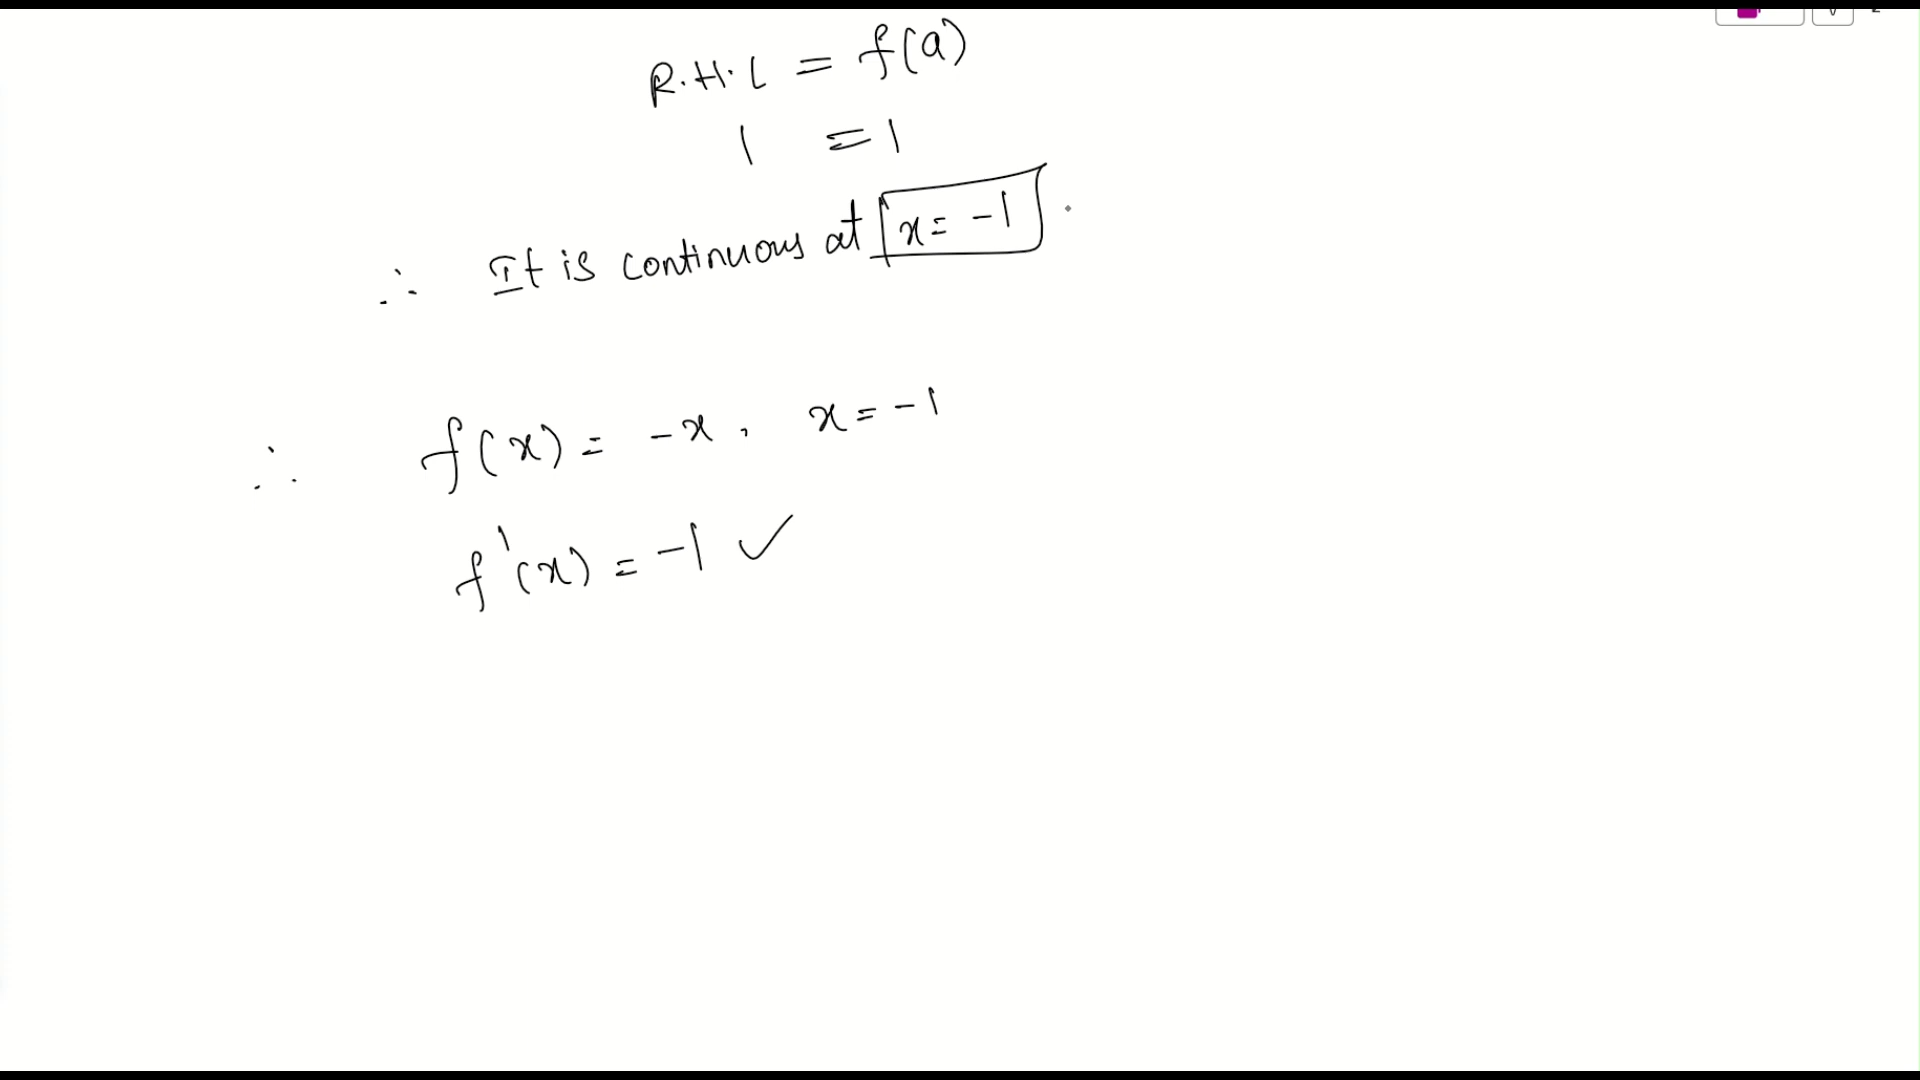 R.H.L = f(a)
1 = 1
∴ It is continuous at x = -1.
∴ f(x) = -x, x = -1
f'(x) = -1 ✓